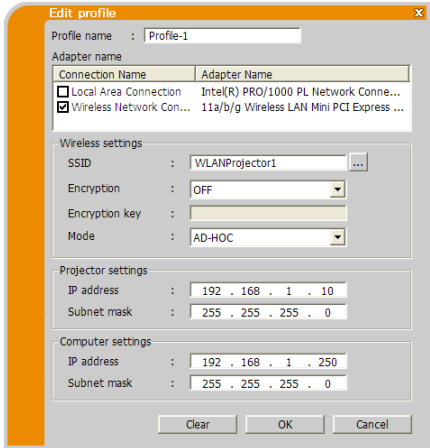 Edit profile x
Profile name : Profile-1
Adapter name
Connection Name Adapter Name
Local Area Connection Intel(R) PRO/1000 PL Network Conne...
Wireless Network Con... 11a/b/g Wireless LAN Mini PCI Express ...
Wireless settings
SSID : WLANProjector1 ...
Encryption : OFF
Encryption key :
Mode : AD-HOC
Projector settings
IP address : 192 . 168 . 1 . 10
Subnet mask : 255 . 255 . 255 . 0
Computer settings
IP address : 192 . 168 . 1 . 250
Subnet mask : 255 . 255 . 255 . 0
Clear OK Cancel